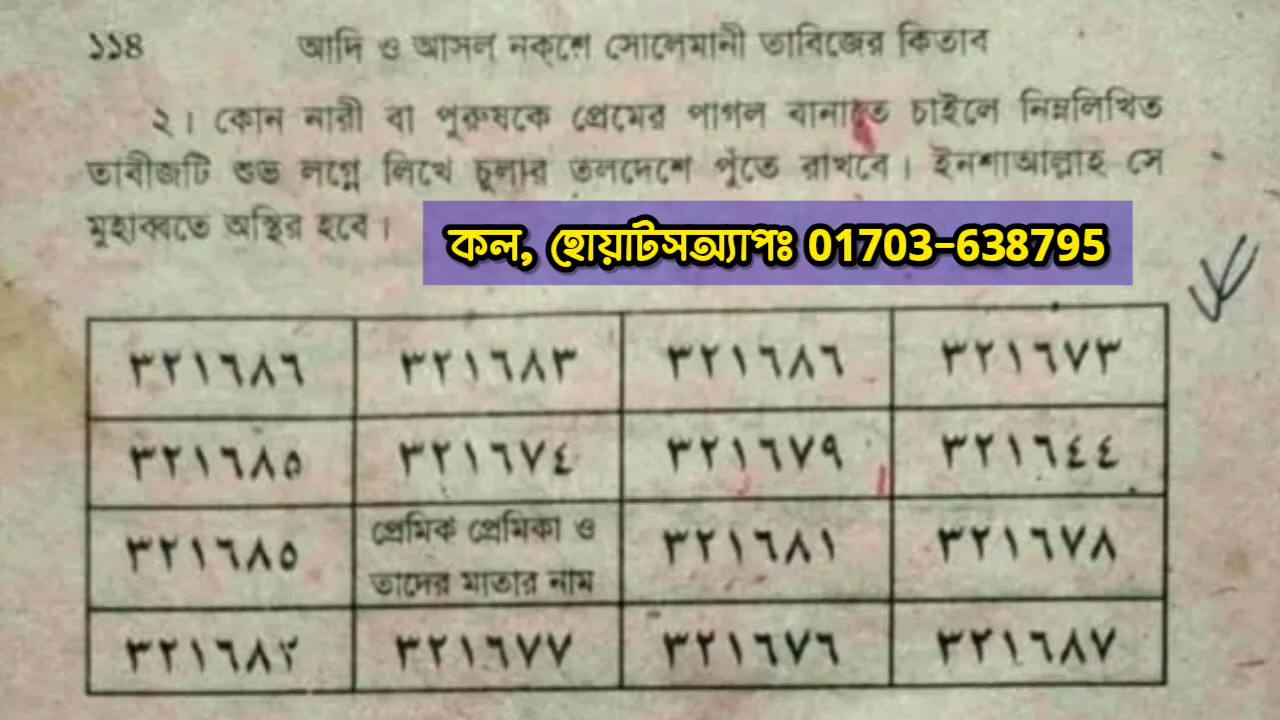 ১১৪ আদি ও আসল নক্‌শে সোলেমানী তাবিজের কিতাব
২। কোন নারী বা পুরুষকে প্রেমের পাগল বানাতে চাইলে নিম্নলিখিত
তাবীজটি শুভ লগ্নে লিখে চুলার তলদেশে পুঁতে রাখবে। ইনশাআল্লাহ সে
মুহাব্বতে অস্থির হবে।
কল, হোয়াটসঅ্যাপঃ 01703-638795
٣٢١٦٨٦ ٣٢١٦٨٣ ٣٢١٦٨٦ ٣٢١٦٧٣
٣٢١٦٨٥ ٣٢١٦٧٤ ٣٢١٦٧٩ ٣٢١٦٤٤
٣٢١٦٨٥ প্রেমিক প্রেমিকা ও ٣٢١٦٨١ ٣٢١٦٧٨
তাদের মাতার নাম
٣٢١٦٨٢ ٣٢١٦٧٧ ٣٢١٦٧٦ ٣٢١٦٨٧